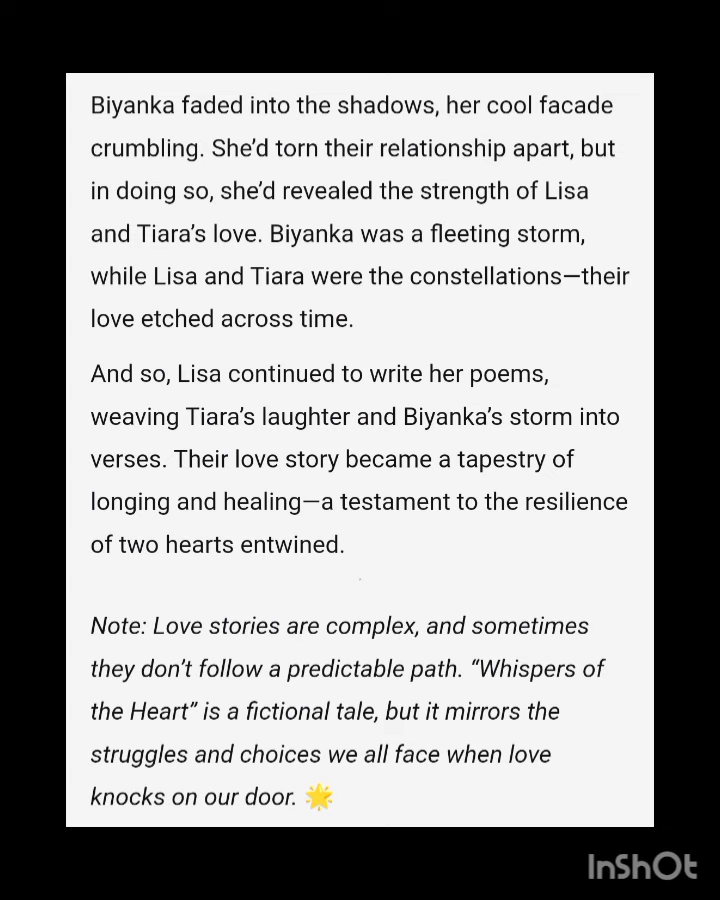 Biyanka faded into the shadows, her cool facade
crumbling. She’d torn their relationship apart, but
in doing so, she’d revealed the strength of Lisa
and Tiara’s love. Biyanka was a fleeting storm,
while Lisa and Tiara were the constellations—their
love etched across time.
And so, Lisa continued to write her poems,
weaving Tiara’s laughter and Biyanka’s storm into
verses. Their love story became a tapestry of
longing and healing—a testament to the resilience
of two hearts entwined.
Note: Love stories are complex, and sometimes
they don’t follow a predictable path. “Whispers of
the Heart” is a fictional tale, but it mirrors the
struggles and choices we all face when love
knocks on our door. 🌟
InShOt